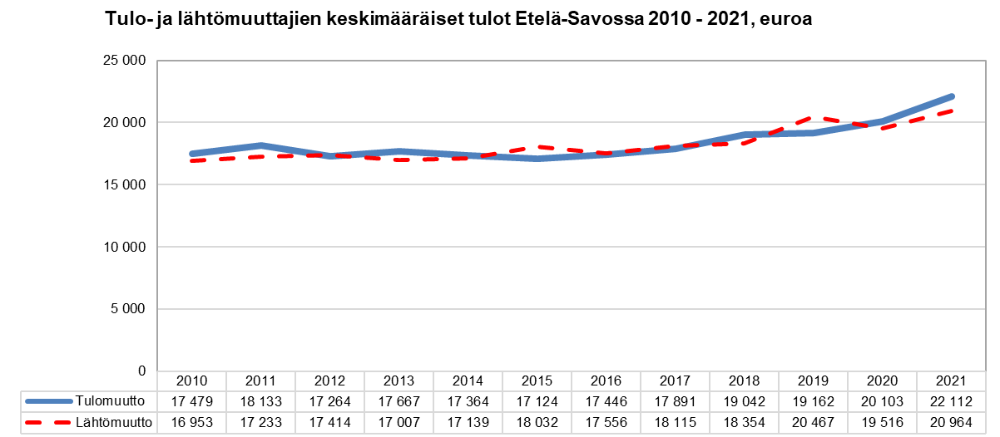 Tulo- ja lähtömuuttajien keskimääräiset tulot Etelä-Savossa 2010 - 2021, euroa
25 000
20 000
15 000
10 000
5 000
0
2010 2011 2012 2013 2014 2015 2016 2017 2018 2019 2020 2021
Tulomuutto 17 479 18 133 17 264 17 667 17 364 17 124 17 446 17 891 19 042 19 162 20 103 22 112
Lähtömuutto 16 953 17 233 17 414 17 007 17 139 18 032 17 556 18 115 18 354 20 467 19 516 20 964